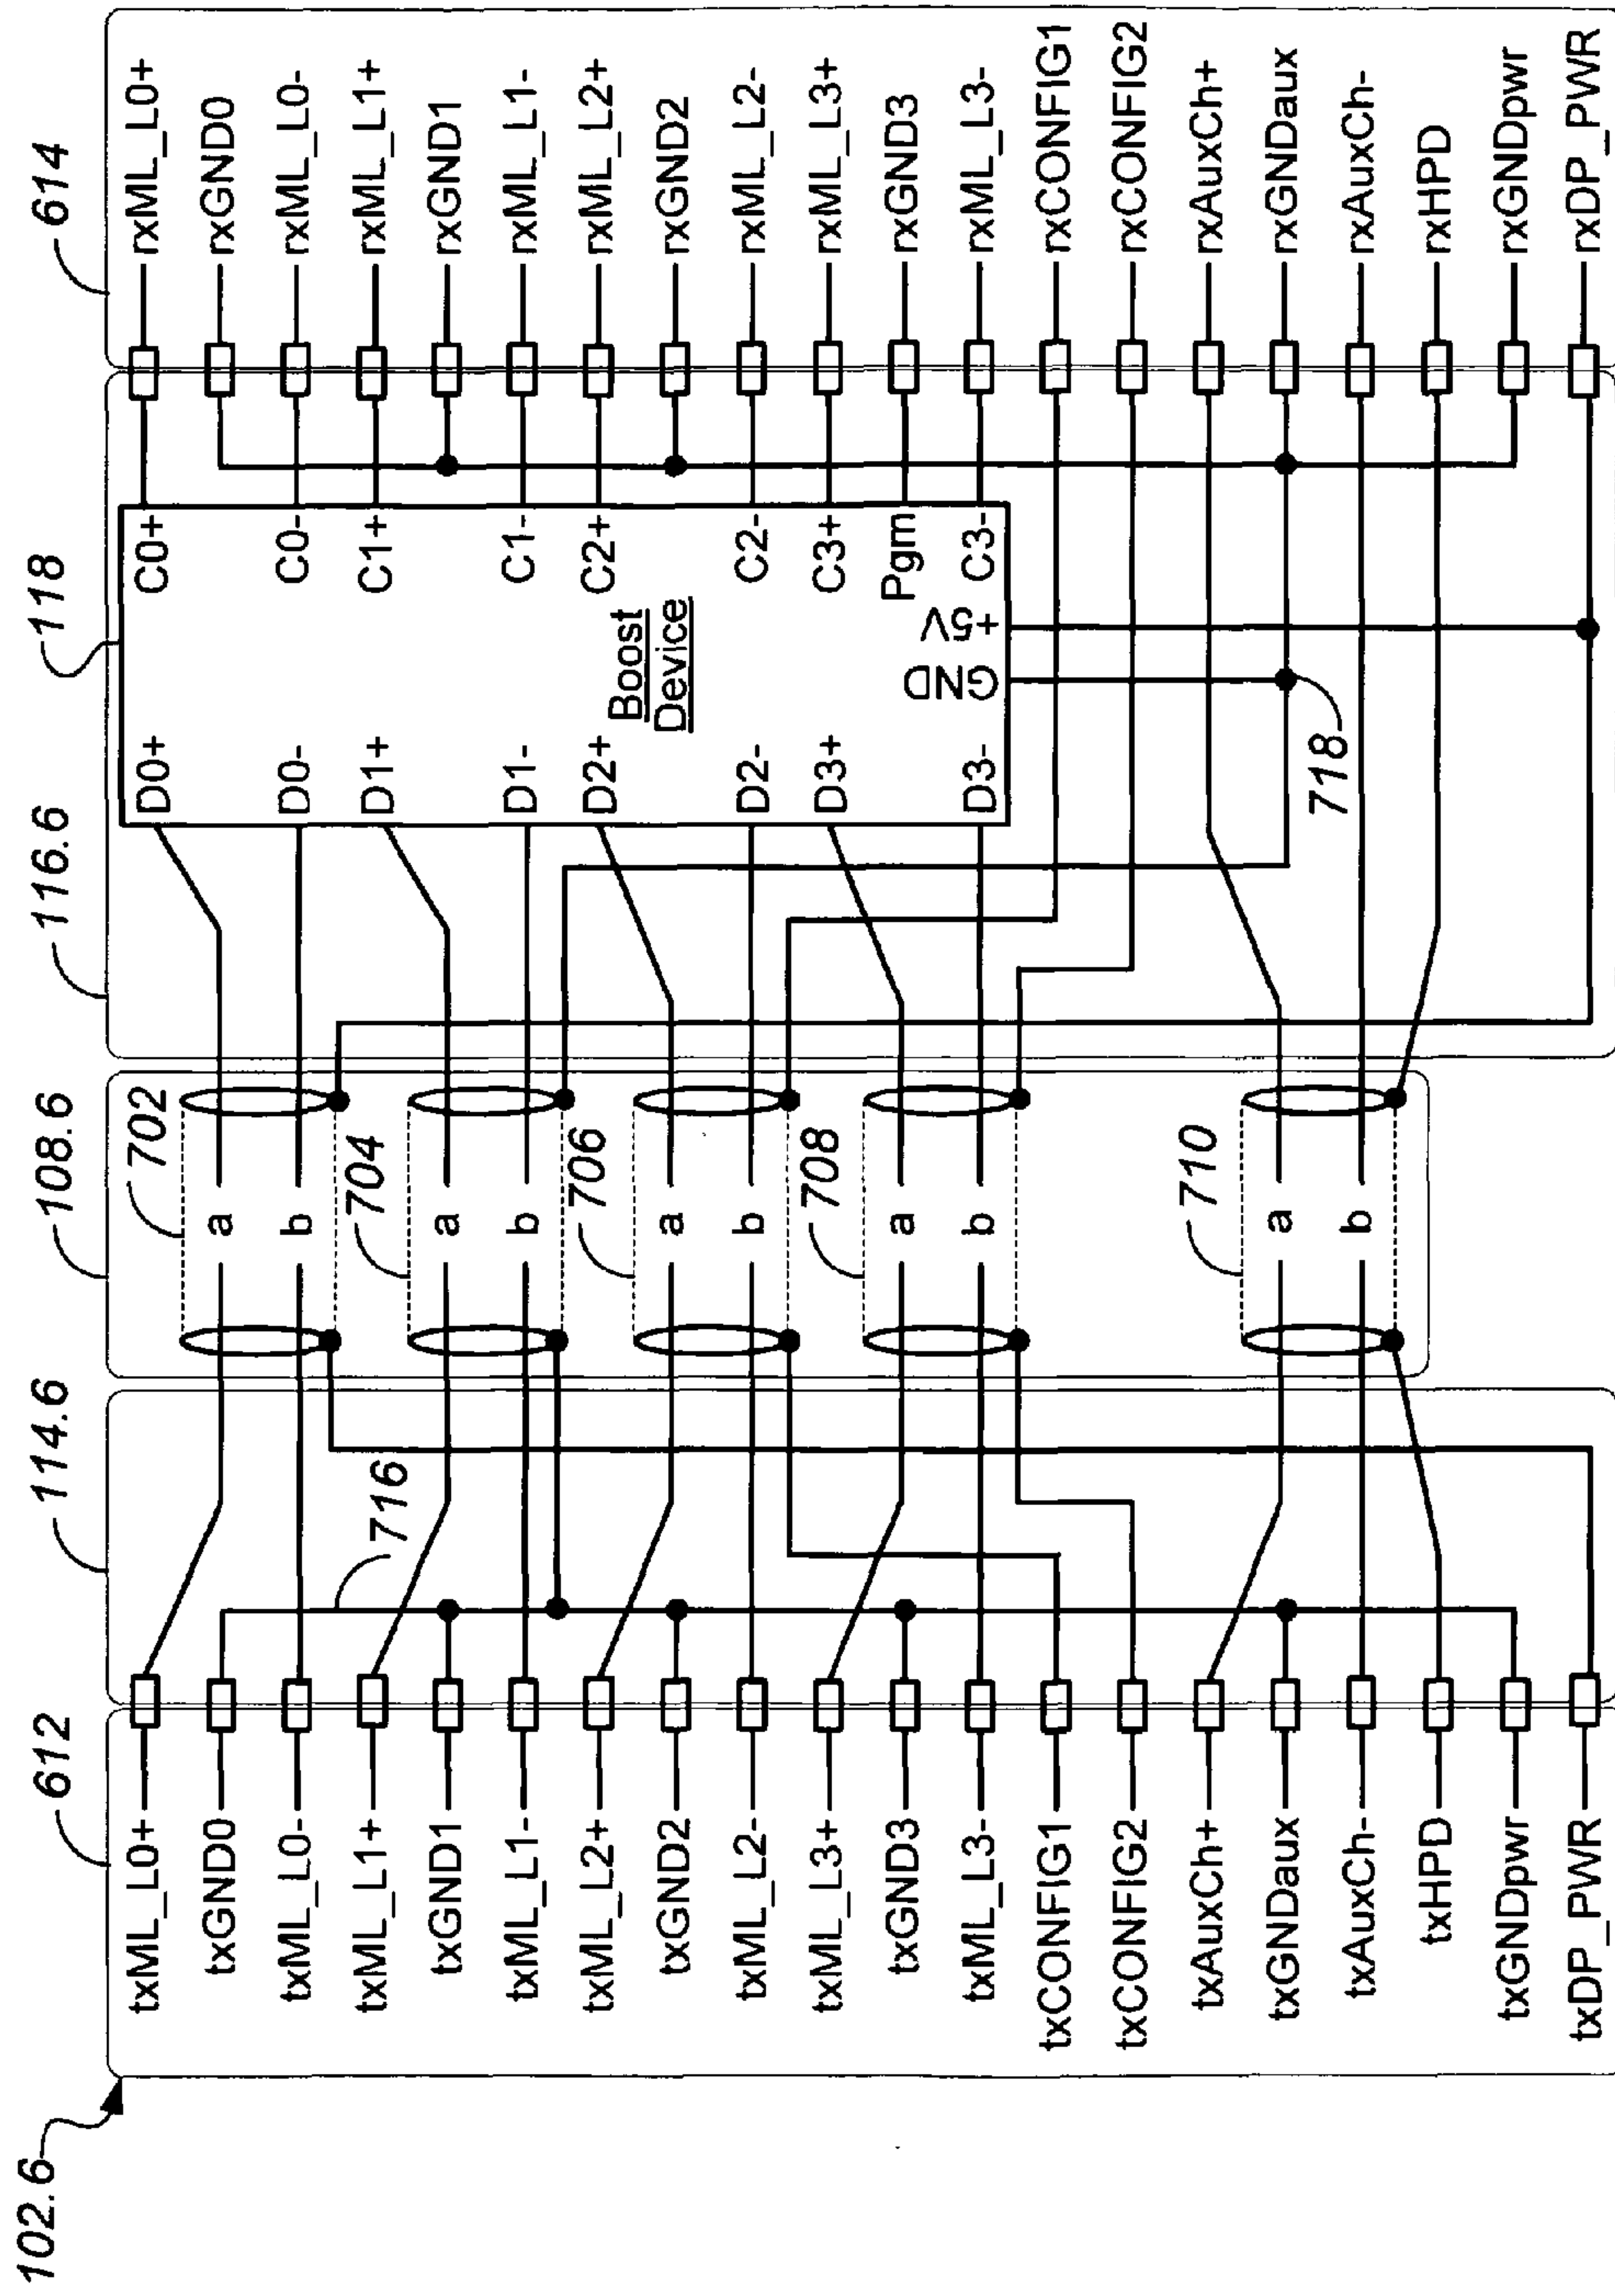 102.6
612
114.6
108.6
116.6
118
614
txML_L0+
txGND0
txML_L0-
txML_L1+
txGND1
txML_L1-
txML_L2+
txGND2
txML_L2-
txML_L3+
txGND3
txML_L3-
txCONFIG1
txCONFIG2
txAuxCh+
txGNDaux
txAuxCh-
txHPD
txGNDpwr
txDP_PWR
716
702
a
b
704
a
b
706
a
b
708
a
b
710
a
b
D0+
D0-
D1+
D1-
D2+
D2-
D3+
D3-
Boost
Device
GND
+5V
C0+
C0-
C1+
C1-
C2+
C2-
C3+
Pgm
C3-
718
rxML_L0+
rxGND0
rxML_L0-
rxML_L1+
rxGND1
rxML_L1-
rxML_L2+
rxGND2
rxML_L2-
rxML_L3+
rxGND3
rxML_L3-
rxCONFIG1
rxCONFIG2
rxAuxCh+
rxGNDaux
rxAuxCh-
rxHPD
rxGNDpwr
rxDP_PWR